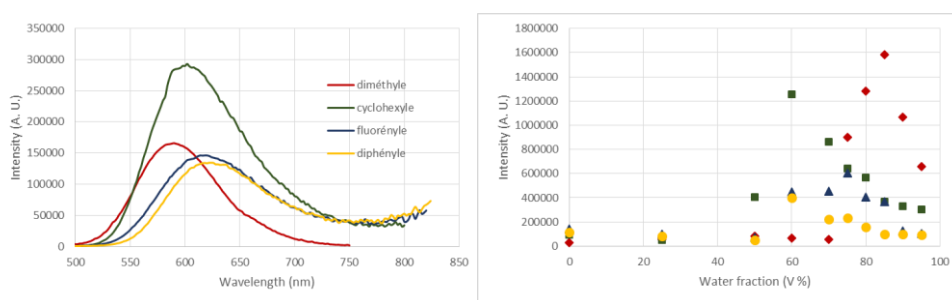 350000
300000
250000
200000
150000
100000
50000
0
500 550 600 650 700 750 800 850
Wavelength (nm)
Intensity (A. U.)
diméthyle
cyclohexyle
fluorényle
diphényle
1800000
1600000
1400000
1200000
1000000
800000
600000
400000
200000
0
0 20 40 60 80 100
Water fraction (V %)
Intensity (A. U.)